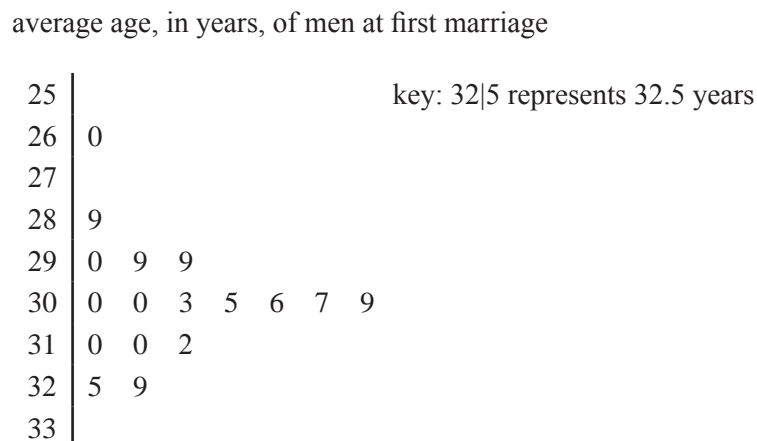 average age, in years, of men at first marriage
25 key: 32|5 represents 32.5 years
26 0
27
28 9
29 0 9 9
30 0 0 3 5 6 7 9
31 0 0 2
32 5 9
33